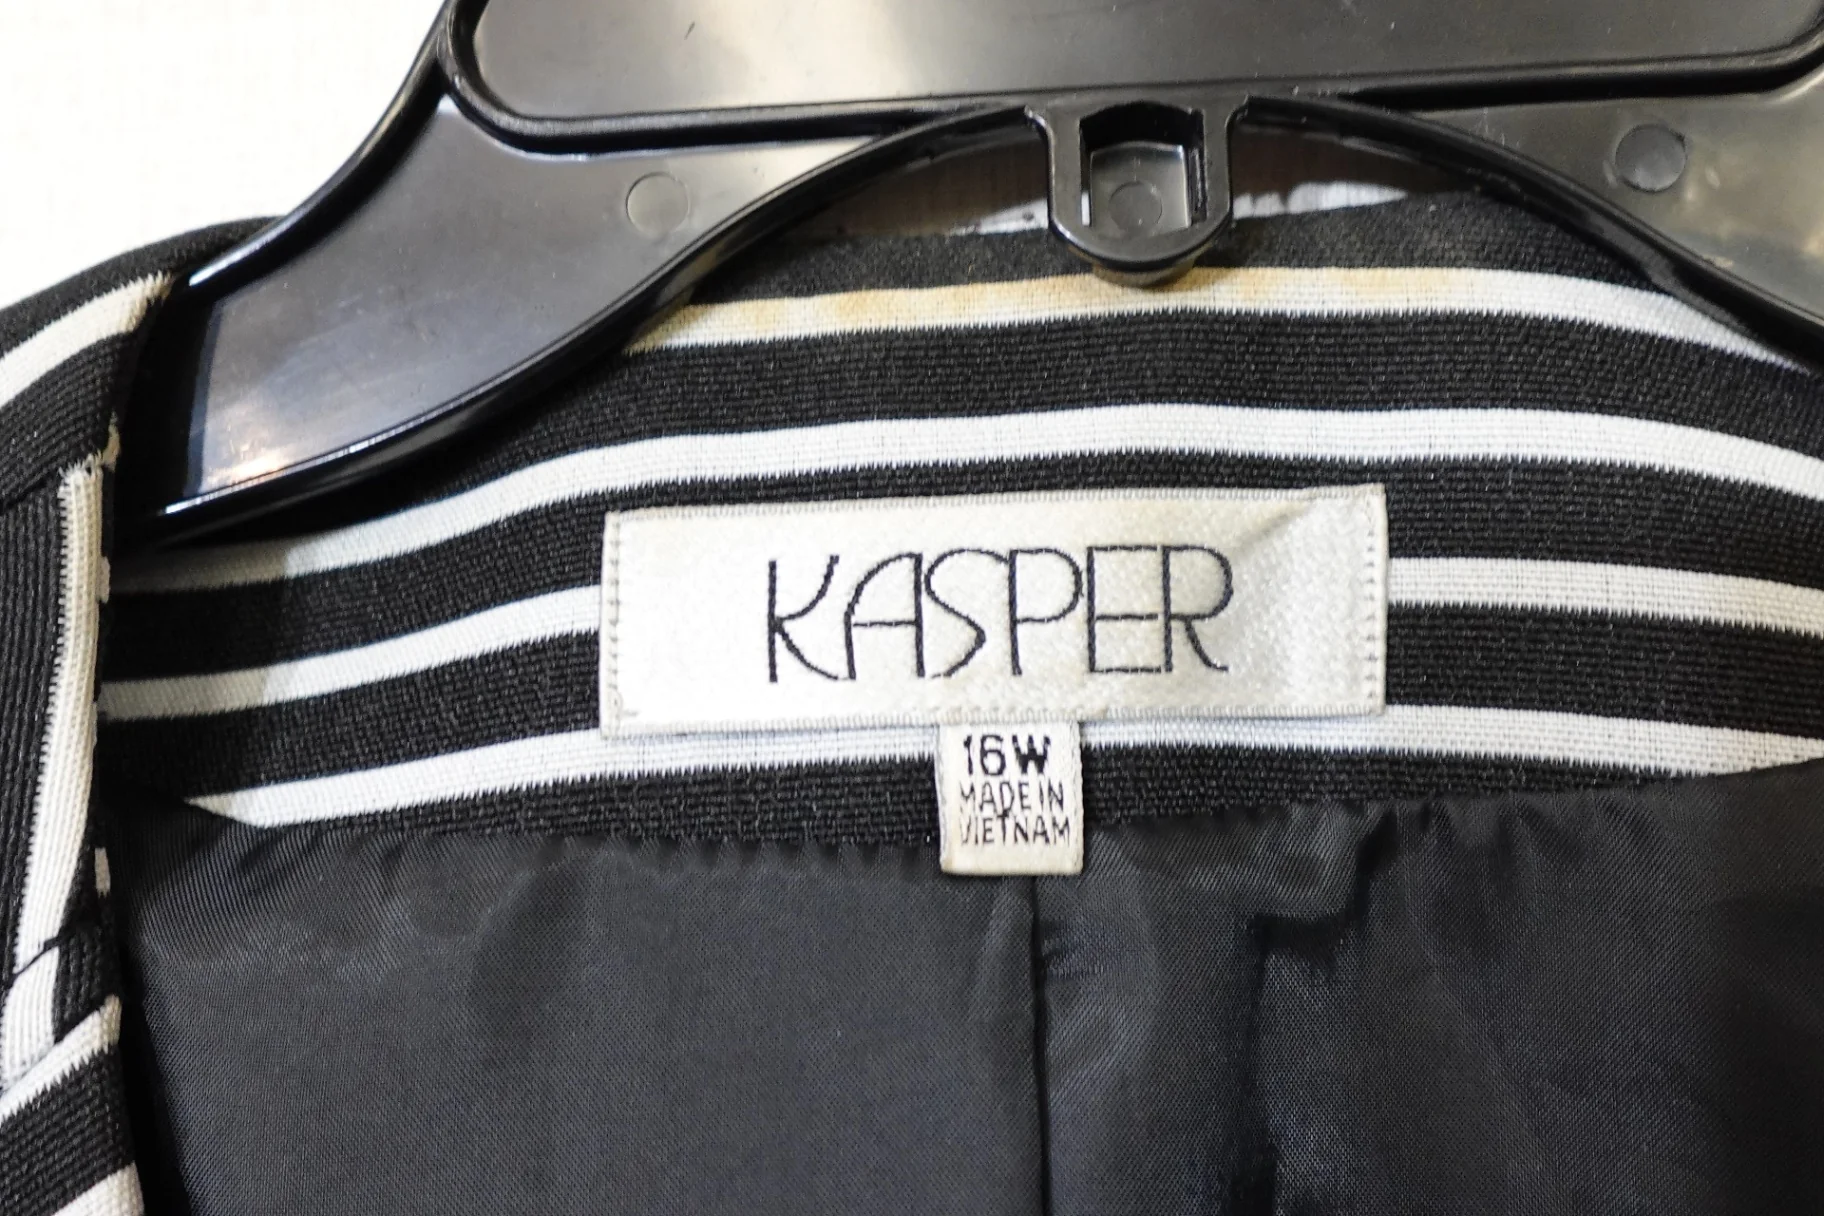 KASPER
16W
MADE IN
VIETNAM